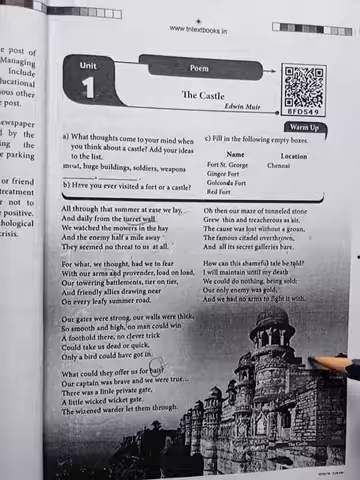 www.tntextbooks.in
e post of
Managing
Include
ducational
ous other
e post.
ewspaper
d by the
ing the
e parking
or friend
treatment
r not to
e positive.
hological
crisis.
Unit
1
Poem
The Castle
Edwin Muir
8FD549
Warm Up
a) What thoughts come to your mind when
you think about a castle? Add your ideas
to the list.
moat, huge buildings, soldiers, weapons
b) Have you ever visited a fort or a castle?
c) Fill in the following empty boxes.
Name Location
Fort St. George Chennai
Gingee Fort
Golconda Fort
Red Fort
All through that summer at ease we lay,
And daily from the turret wall
We watched the mowers in the hay
And the enemy half a mile away
They seemed no threat to us at all.
For what, we thought, had we to fear
With our arms and provender, load on load,
Our towering battlements, tier on tier,
And friendly allies drawing near
On every leafy summer road.
Our gates were strong, our walls were thick,
So smooth and high, no man could win
A foothold there, no clever trick
Could take us dead or quick,
Only a bird could have got in.
What could they offer us for bait?
Our captain was brave and we were true...
There was a little private gate,
A little wicked wicket gate.
The wizened warder let them through.
Oh then our maze of tunneled stone
Grew thin and treacherous as air.
The cause was lost without a groan,
The famous citadel overthrown,
And all its secret galleries bare.
How can this shameful tale be told?
I will maintain until my death
We could do nothing, being sold;
Our only enemy was gold,
And we had no arms to fight it with.